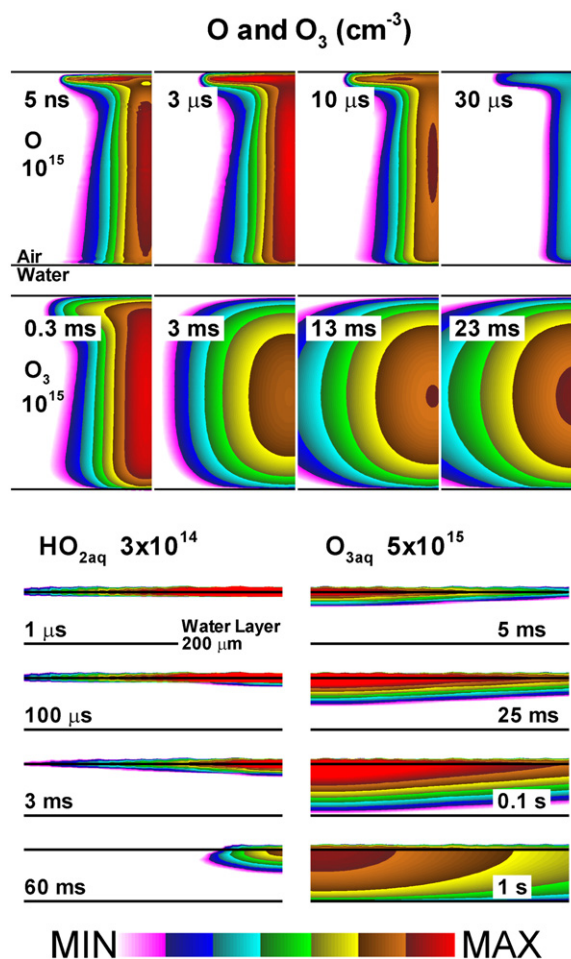 O and O3 (cm-3)
5 ns
3 μs
10 μs
30 μs
O
10^15
Air
Water
0.3 ms
3 ms
13 ms
23 ms
O3
10^15
HO2aq 3x10^14
O3aq 5x10^15
1 μs
Water Layer
200 μm
5 ms
100 μs
25 ms
3 ms
0.1 s
60 ms
1 s
MIN
MAX